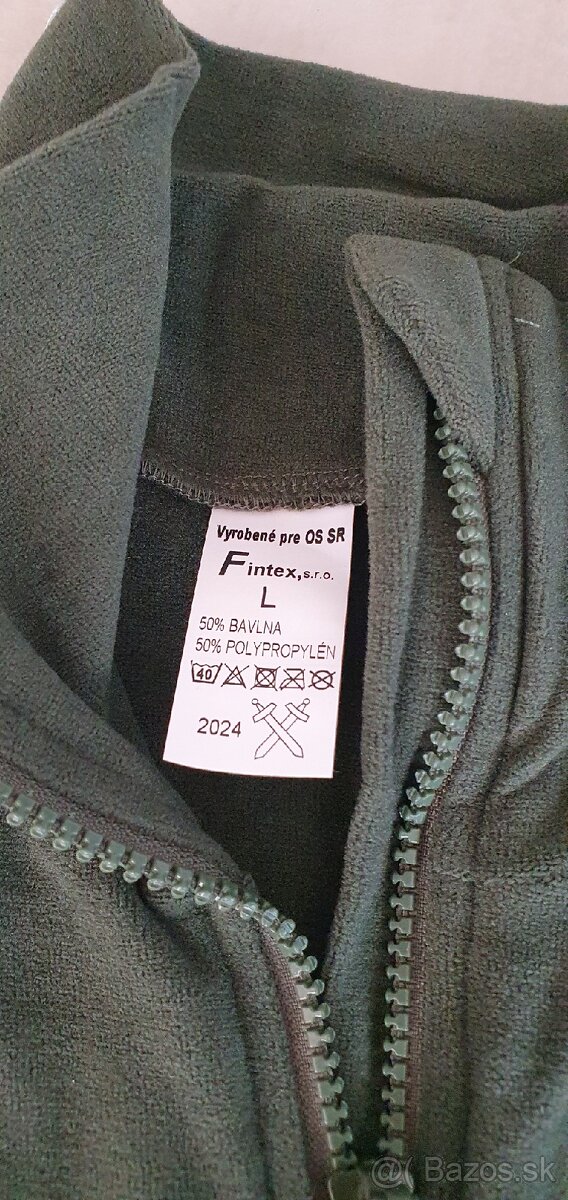 Vyrobené pre OS SR
Fintex,s.r.o.
L
50% BAVLNA
50% POLYPROPYLÉN
40
2024
Bazos.sk